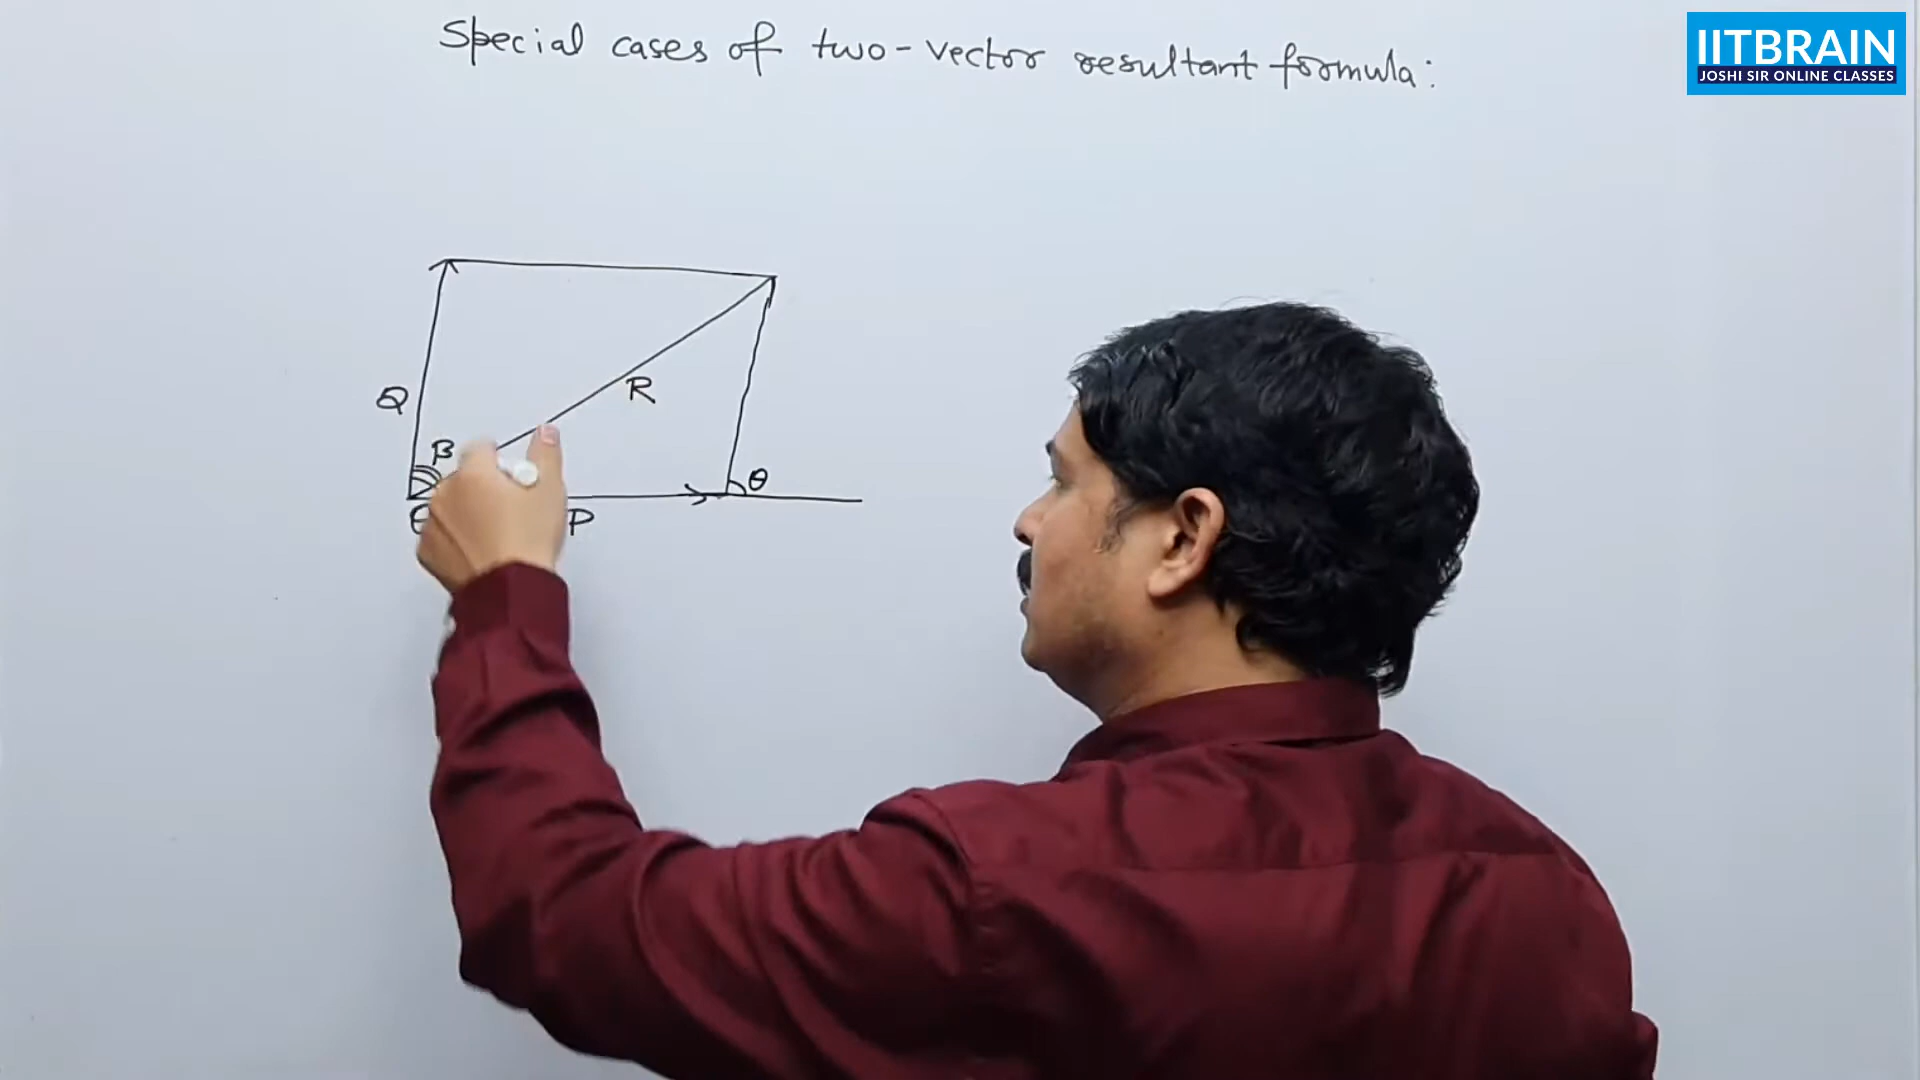 Special cases of two-vector resultant formula:
IITBRAIN
JOSHI SIR ONLINE CLASSES
R
Q
β
θ
P